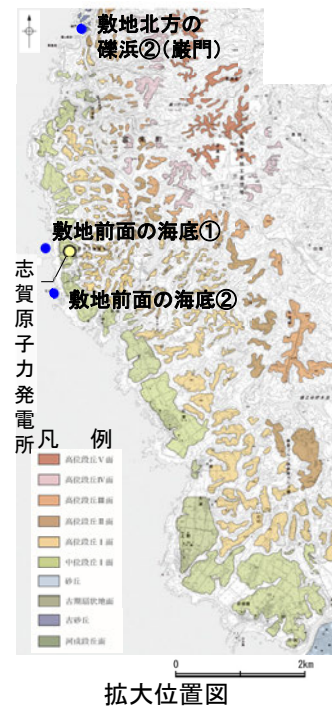 敷地北方の
礫浜②(巌門)
敷地前面の海底①
志賀原子力発電所
敷地前面の海底②
凡 例
高位段丘Ⅴ面
高位段丘Ⅳ面
高位段丘Ⅲ面
高位段丘Ⅱ面
高位段丘Ⅰ面
中位段丘Ⅰ面
砂丘
古期扇状地面
古砂丘
河成段丘面
0 2km
拡大位置図